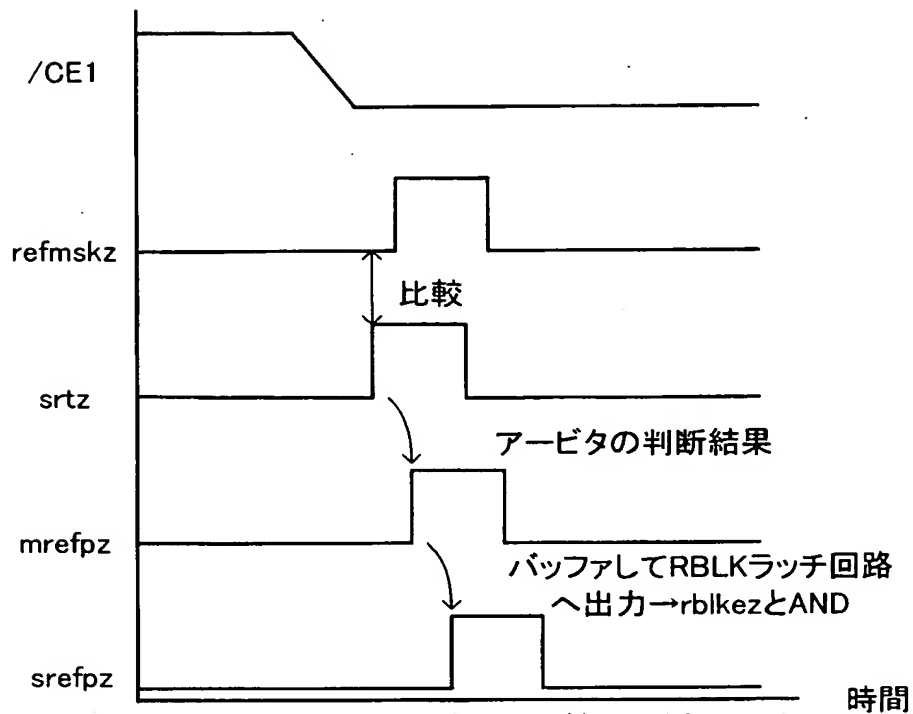 /CE1
refmskz
比較
srtz
アービタの判断結果
mrefpz
バッファしてRBLKラッチ回路
へ出力→rblkezとAND
srefpz
時間